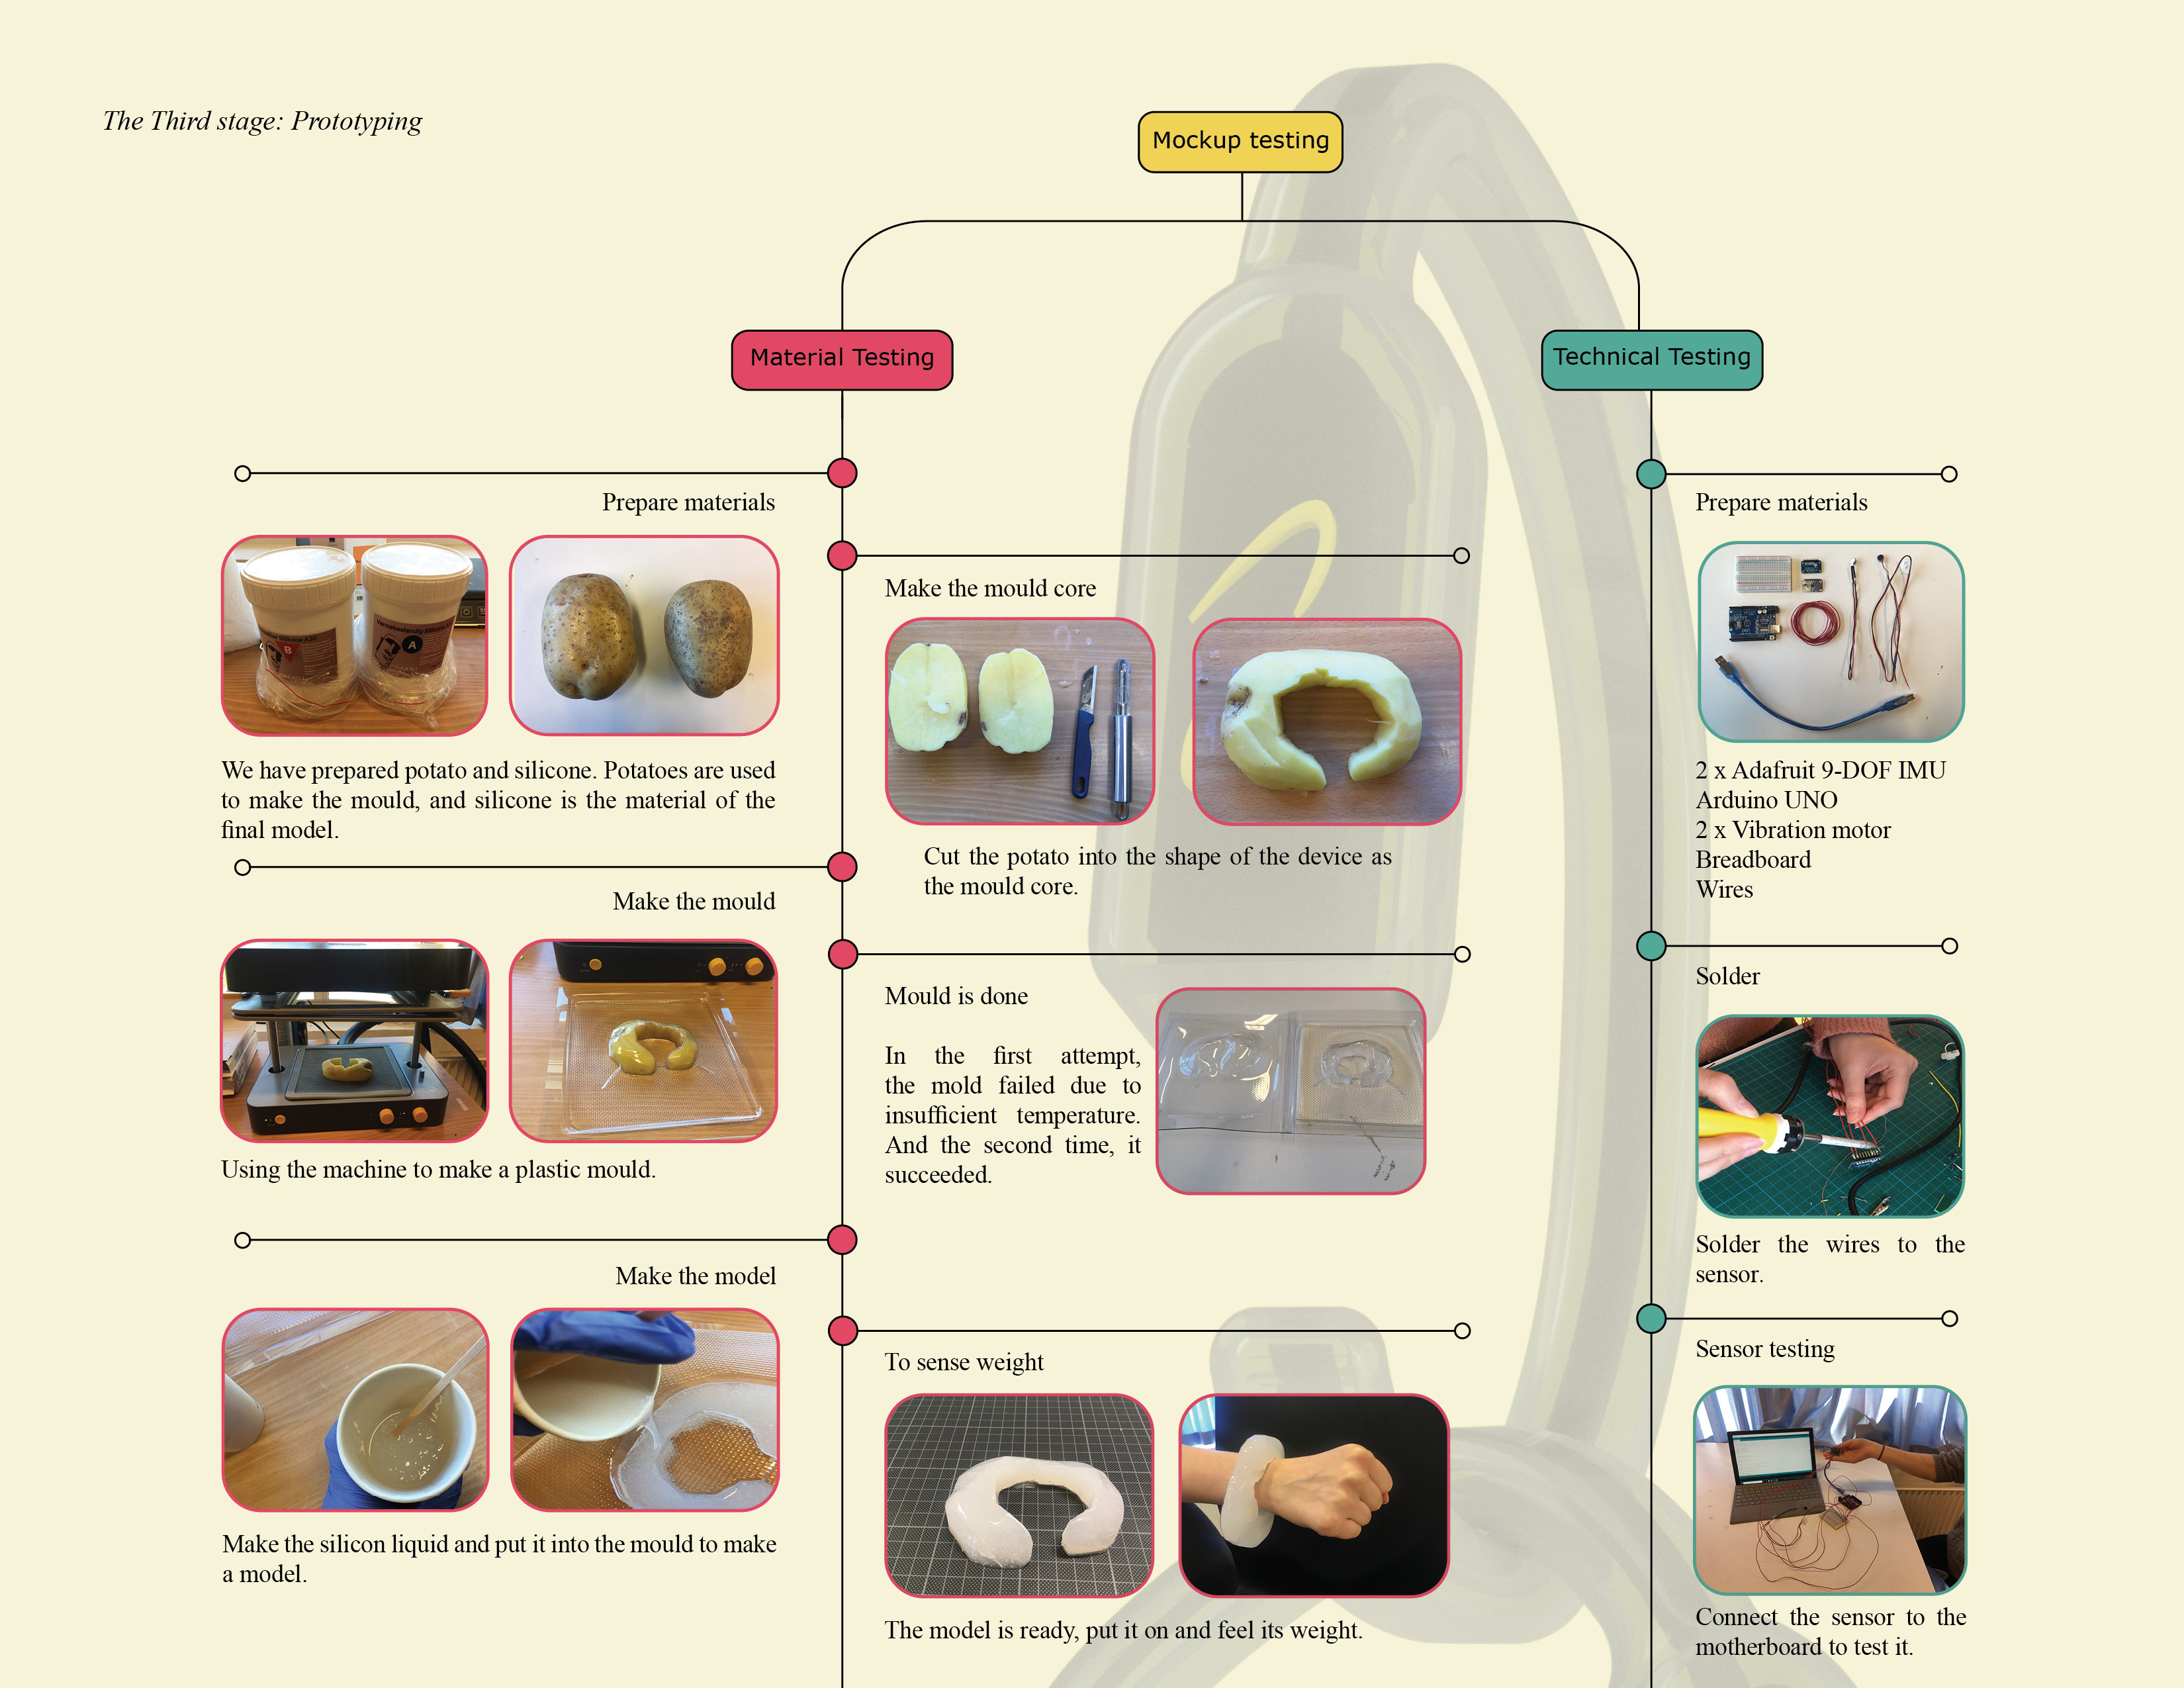 The Third stage: Prototyping
Mockup testing
Material Testing
Technical Testing
Prepare materials
We have prepared potato and silicone. Potatoes are used
to make the mould, and silicone is the material of the
final model.
Make the mould core
Cut the potato into the shape of the device as
the mould core.
Make the mould
Using the machine to make a plastic mould.
Mould is done
In the first attempt,
the mold failed due to
insufficient temperature.
And the second time, it
succeeded.
Make the model
Make the silicon liquid and put it into the mould to make
a model.
To sense weight
The model is ready, put it on and feel its weight.
Prepare materials
2 x Adafruit 9-DOF IMU
Arduino UNO
2 x Vibration motor
Breadboard
Wires
Solder
Solder the wires to the
sensor.
Sensor testing
Connect the sensor to the
motherboard to test it.
B
A